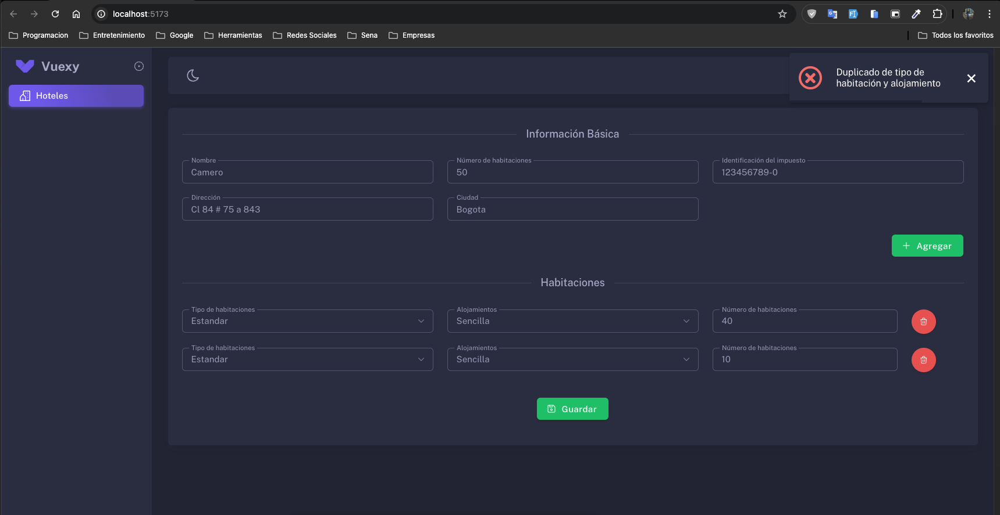 localhost:5173
Programacion
Entretenimiento
Google
Herramientas
Redes Sociales
Sena
Empresas
Todos los favoritos
Vuexy
Hoteles
Duplicado de tipo de
habitación y alojamiento
Información Básica
Nombre
Camero
Número de habitaciones
50
Identificación del impuesto
123456789-0
Dirección
Cl 84 # 75 a 843
Ciudad
Bogota
Agregar
Habitaciones
Tipo de habitaciones
Estandar
Alojamientos
Sencilla
Número de habitaciones
40
Tipo de habitaciones
Estandar
Alojamientos
Sencilla
Número de habitaciones
10
Guardar